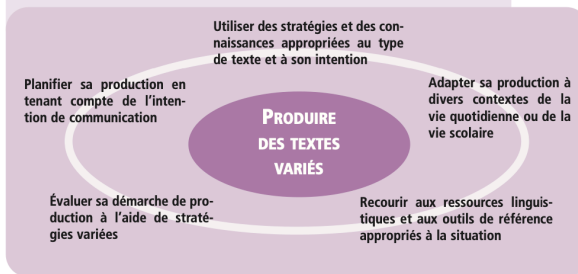 Utiliser des stratégies et des con-
naissances appropriées au type
de texte et à son intention
Planifier sa production en
tenant compte de l'inten-
tion de communication
Adapter sa production à
divers contextes de la
vie quotidienne ou de la
vie scolaire
PRODUIRE
DES TEXTES
VARIÉS
Évaluer sa démarche de pro-
duction à l'aide de straté-
gies variées
Recourir aux ressources linguis-
tiques et aux outils de référence
appropriés à la situation